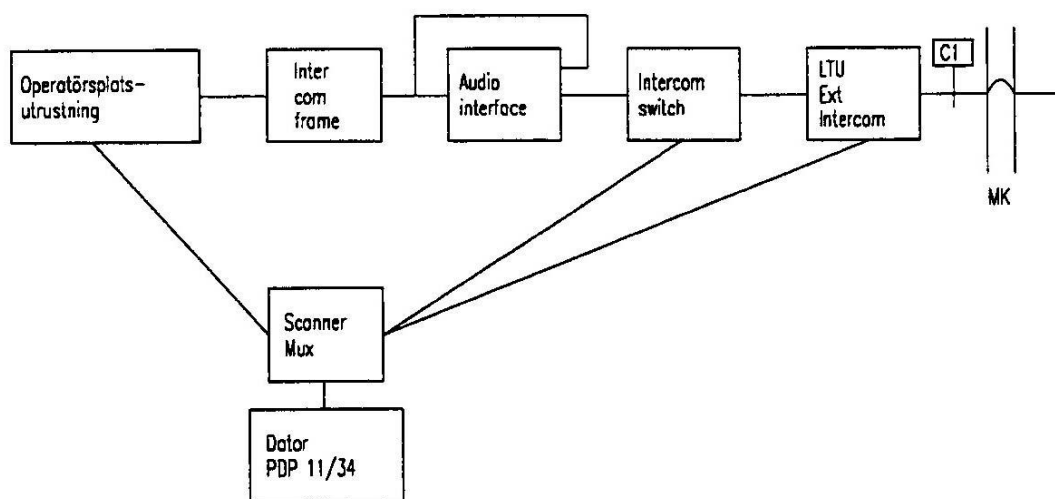 Operatörsplats-
utrustning
Inter
com
frame
Audio
interface
Intercom
switch
LTU
Ext
Intercom
C1
MK
Scanner
Mux
Dator
PDP 11/34